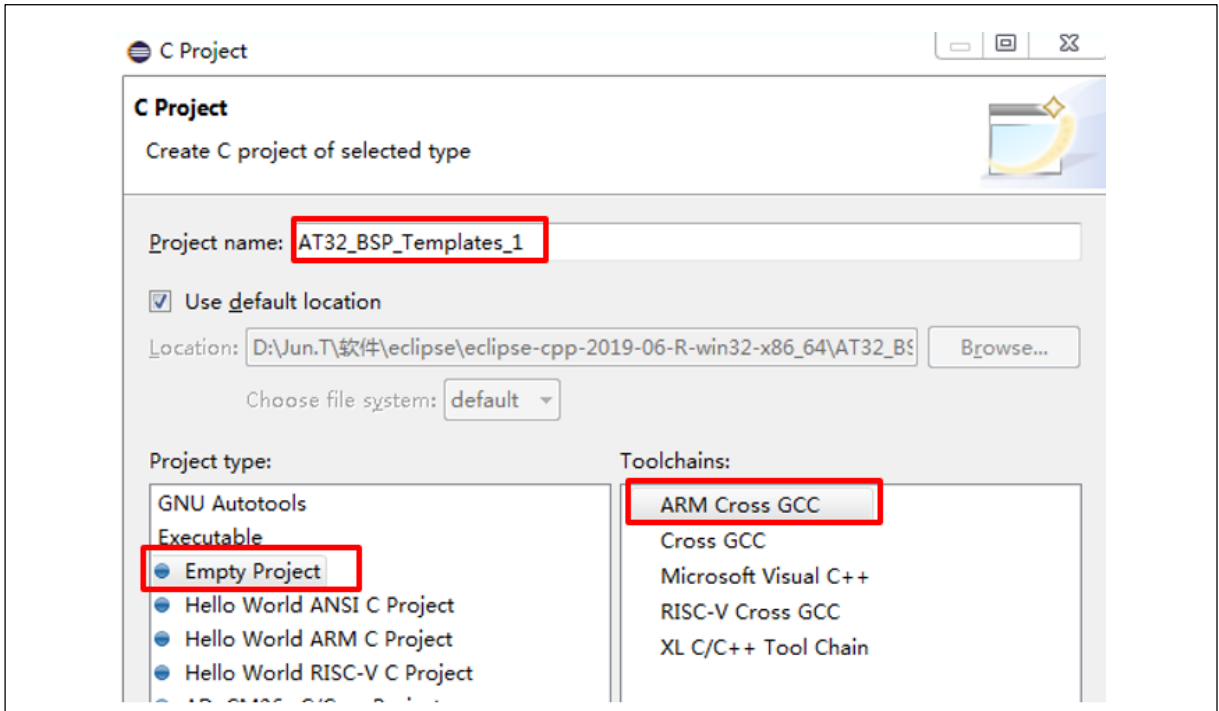 C Project
C Project
Create C project of selected type
Project name: AT32_BSP_Templates_1
Use default location
Location: D:\Jun.T\软件\eclipse\eclipse-cpp-2019-06-R-win32-x86_64\AT32_BS Browse...
Choose file system: default
Project type:
GNU Autotools
Executable
Empty Project
Hello World ANSI C Project
Hello World ARM C Project
Hello World RISC-V C Project
Toolchains:
ARM Cross GCC
Cross GCC
Microsoft Visual C++
RISC-V Cross GCC
XL C/C++ Tool Chain